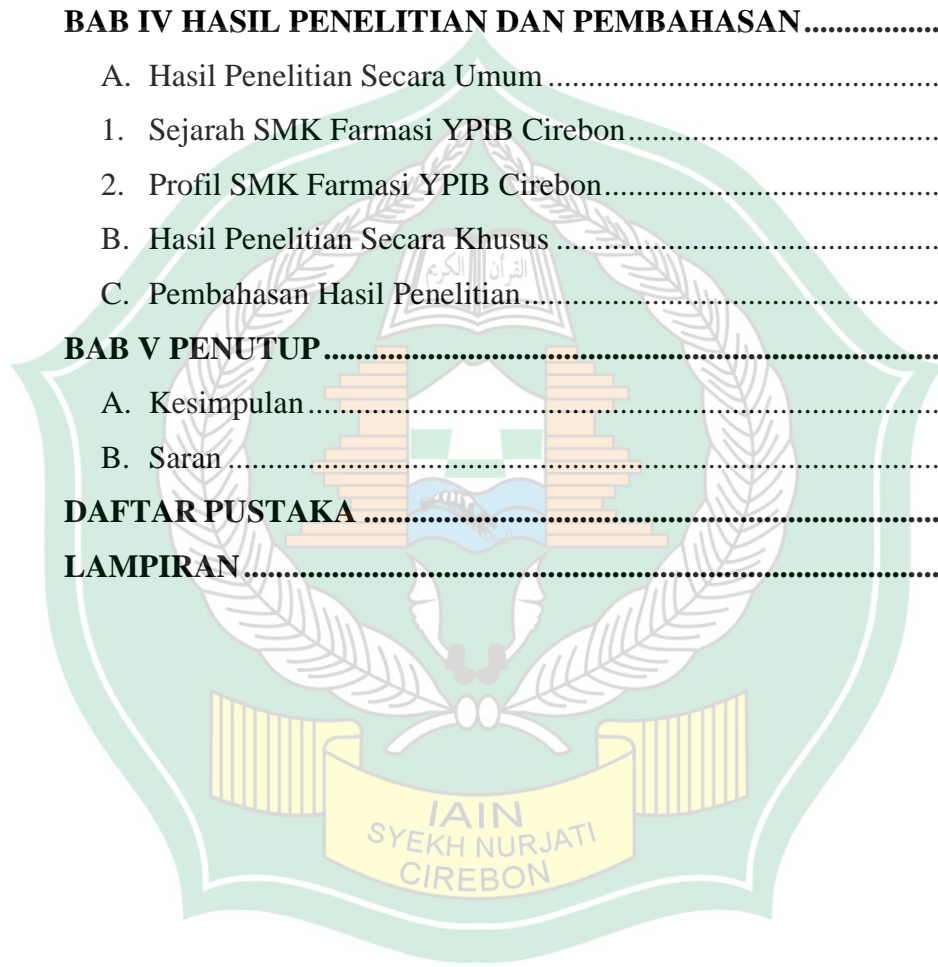 BAB IV HASIL PENELITIAN DAN PEMBAHASAN.................
A. Hasil Penelitian Secara Umum.................................................
1. Sejarah SMK Farmasi YPIB Cirebon.......................................
2. Profil SMK Farmasi YPIB Cirebon..........................................
B. Hasil Penelitian Secara Khusus................................................
القرآن الكريم
C. Pembahasan Hasil Penelitian....................................................
BAB V PENUTUP.............................................................................
A. Kesimpulan...............................................................................
B. Saran.........................................................................................
DAFTAR PUSTAKA........................................................................
LAMPIRAN.......................................................................................
IAIN
SYEKH NURJATI
CIREBON